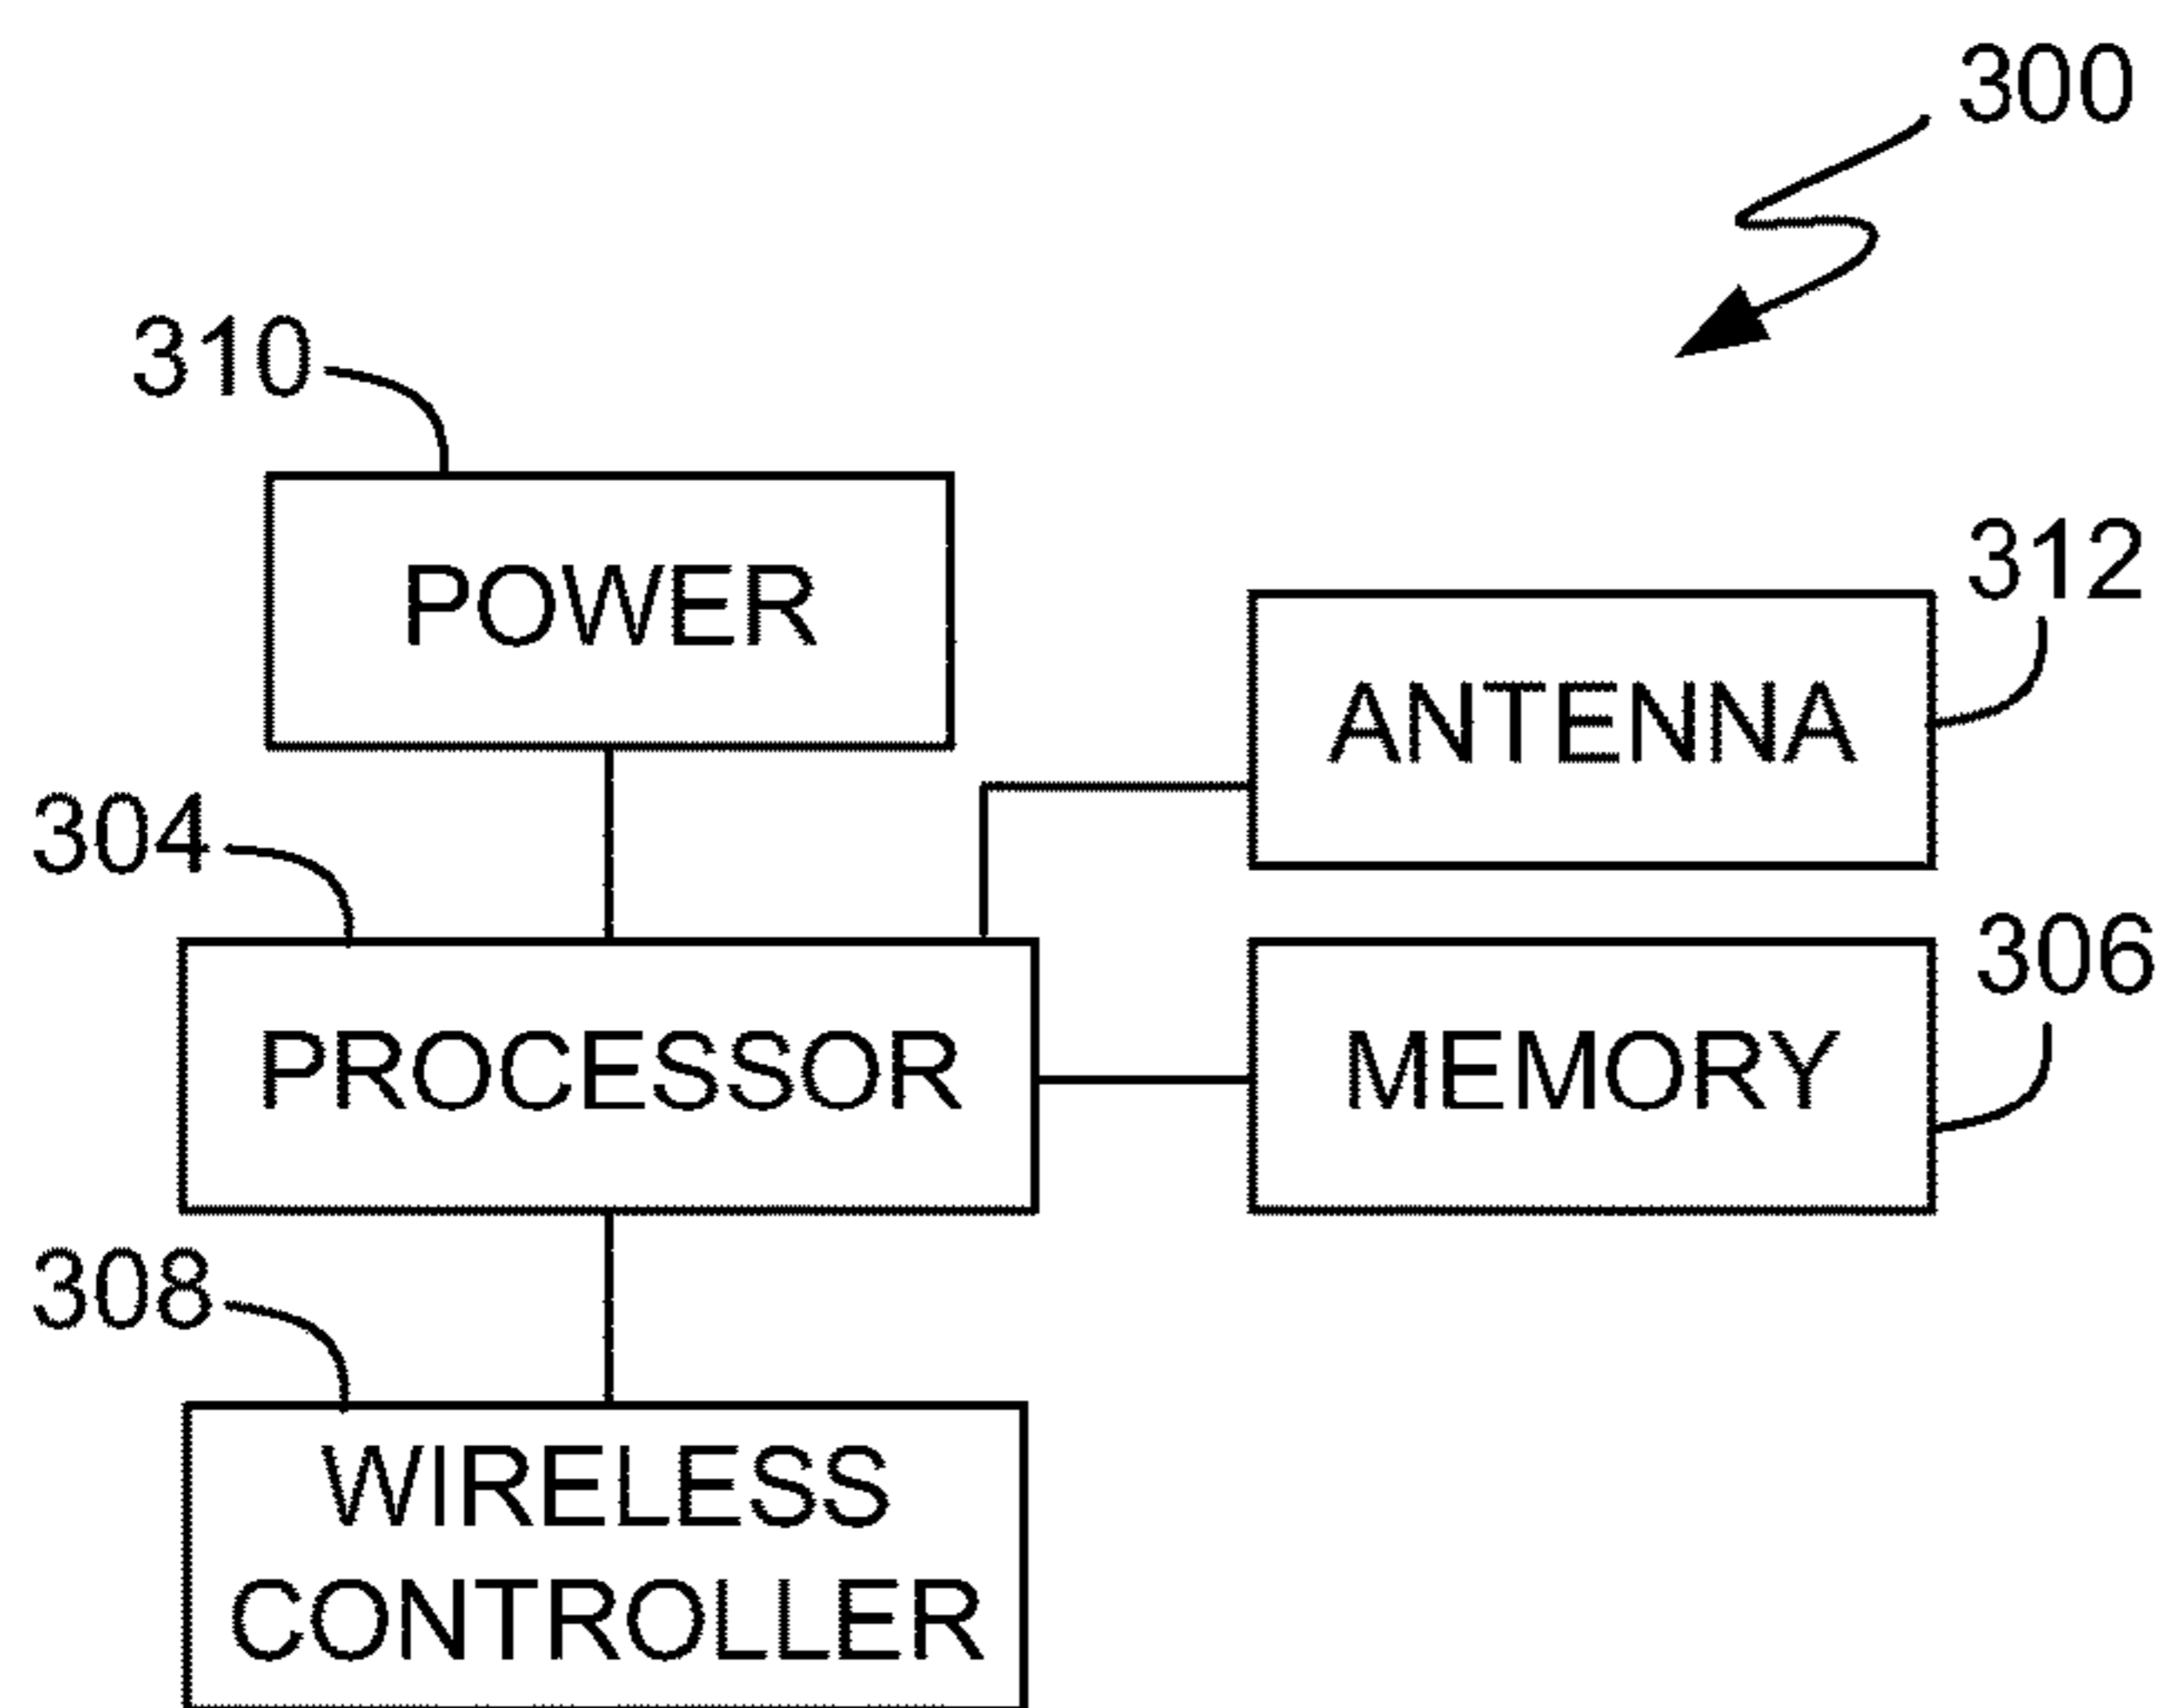 300
310
POWER
312
ANTENNA
304
PROCESSOR
306
MEMORY
308
WIRELESS
CONTROLLER